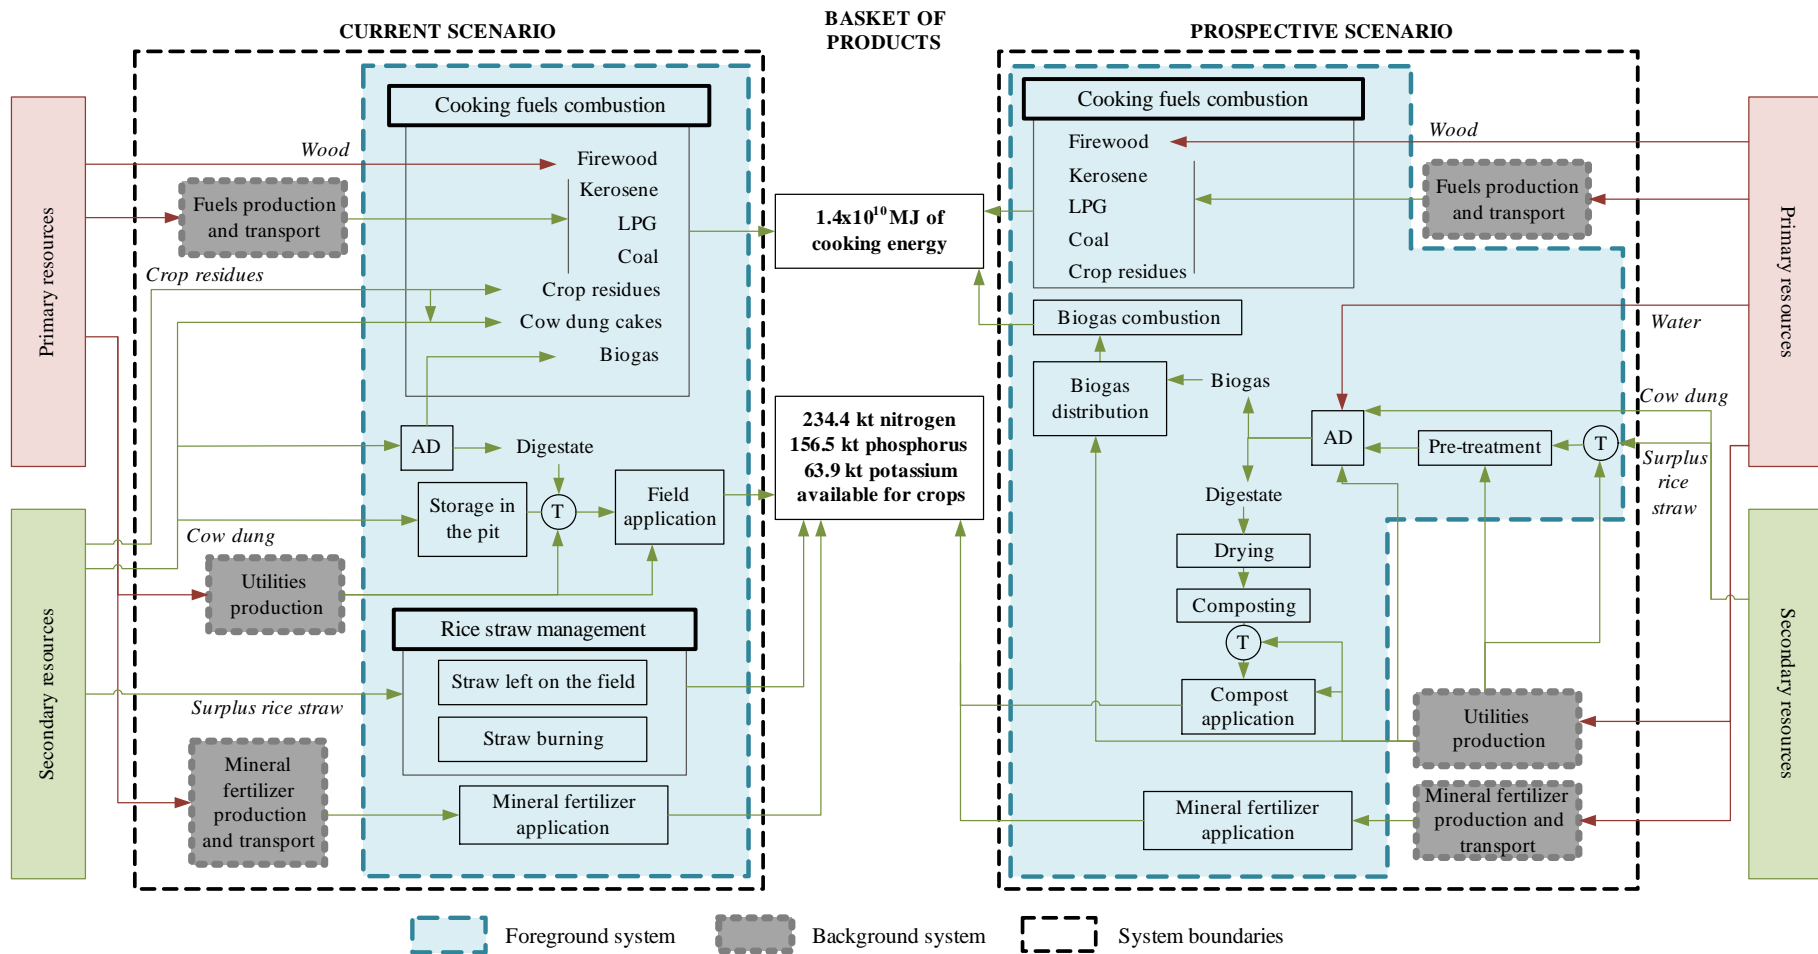 CURRENT SCENARIO
BASKET OF
PRODUCTS
PROSPECTIVE SCENARIO
Primary resources
Secondary resources
Cooking fuels combustion
Wood
Firewood
Kerosene
LPG
Coal
Fuels production
and transport
Crop residues
Crop residues
Cow dung cakes
Biogas
AD
Digestate
Storage in
the pit
T
Field
application
Cow dung
Utilities
production
Rice straw management
Straw left on the field
Straw burning
Surplus rice straw
Mineral
fertilizer
production
and transport
Mineral fertilizer
application
1.4x10¹⁰ MJ of
cooking energy
234.4 kt nitrogen
156.5 kt phosphorus
63.9 kt potassium
available for crops
Cooking fuels combustion
Firewood
Kerosene
LPG
Coal
Crop residues
Wood
Fuels production
and transport
Biogas combustion
Biogas
distribution
Biogas
AD
Pre-treatment
T
Water
Cow dung
Surplus
rice
straw
Digestate
Drying
Composting
T
Compost
application
Utilities
production
Mineral fertilizer
application
Mineral fertilizer
production and
transport
Primary resources
Secondary resources
Foreground system
Background system
System boundaries